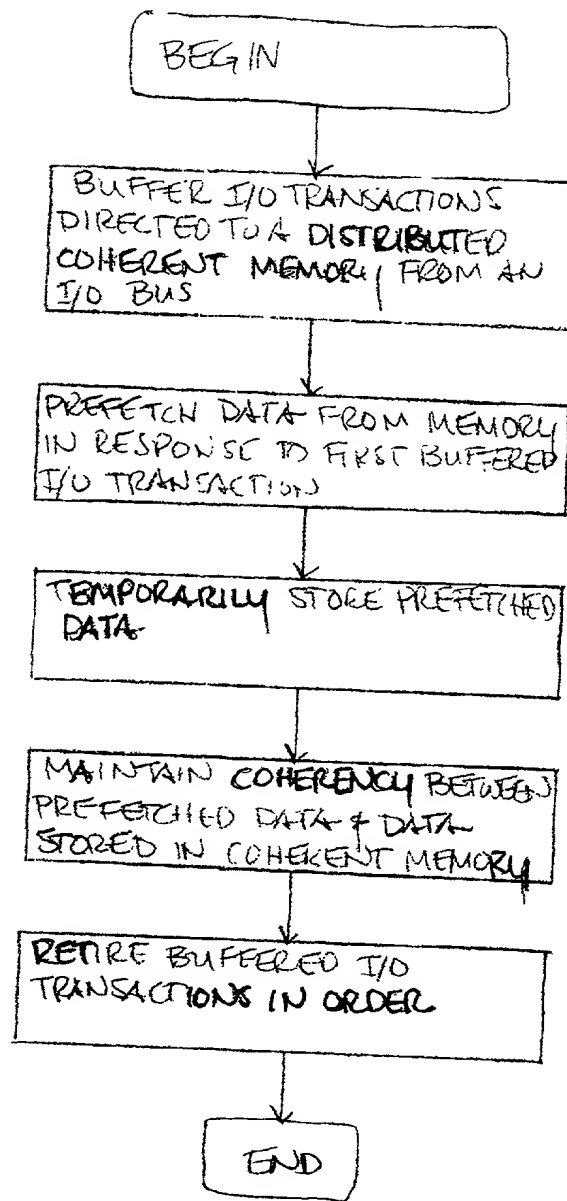 BEGIN
BUFFER I/O TRANSACTIONS
DIRECTED TO A DISTRIBUTED
COHERENT MEMORY FROM AN
I/O BUS
PREFETCH DATA FROM MEMORY
IN RESPONSE TO FIRST BUFFERED
I/O TRANSACTION
TEMPORARILY STORE PREFETCHED
DATA
MAINTAIN COHERENCY BETWEEN
PREFETCHED DATA & DATA
STORED IN COHERENT MEMORY
RETIRE BUFFERED I/O
TRANSACTIONS IN ORDER
END